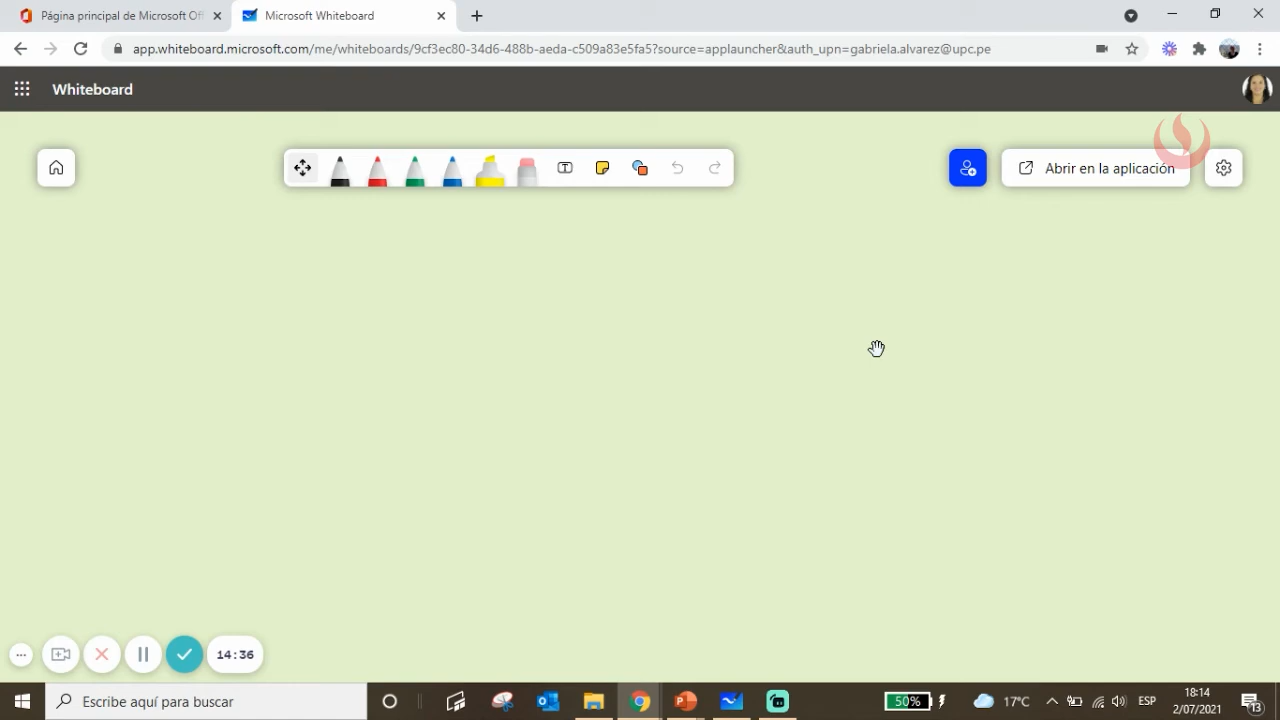 Página principal de Microsoft Of
Microsoft Whiteboard
app.whiteboard.microsoft.com/me/whiteboards/9cf3ec80-34d6-488b-aeda-c509a83e5fa5?source=applauncher&auth_upn=gabriela.alvarez@upc.pe
Whiteboard
Abrir en la aplicación
14:36
Escribe aquí para buscar
50%
17°C
ESP
18:14
2/07/2021
13